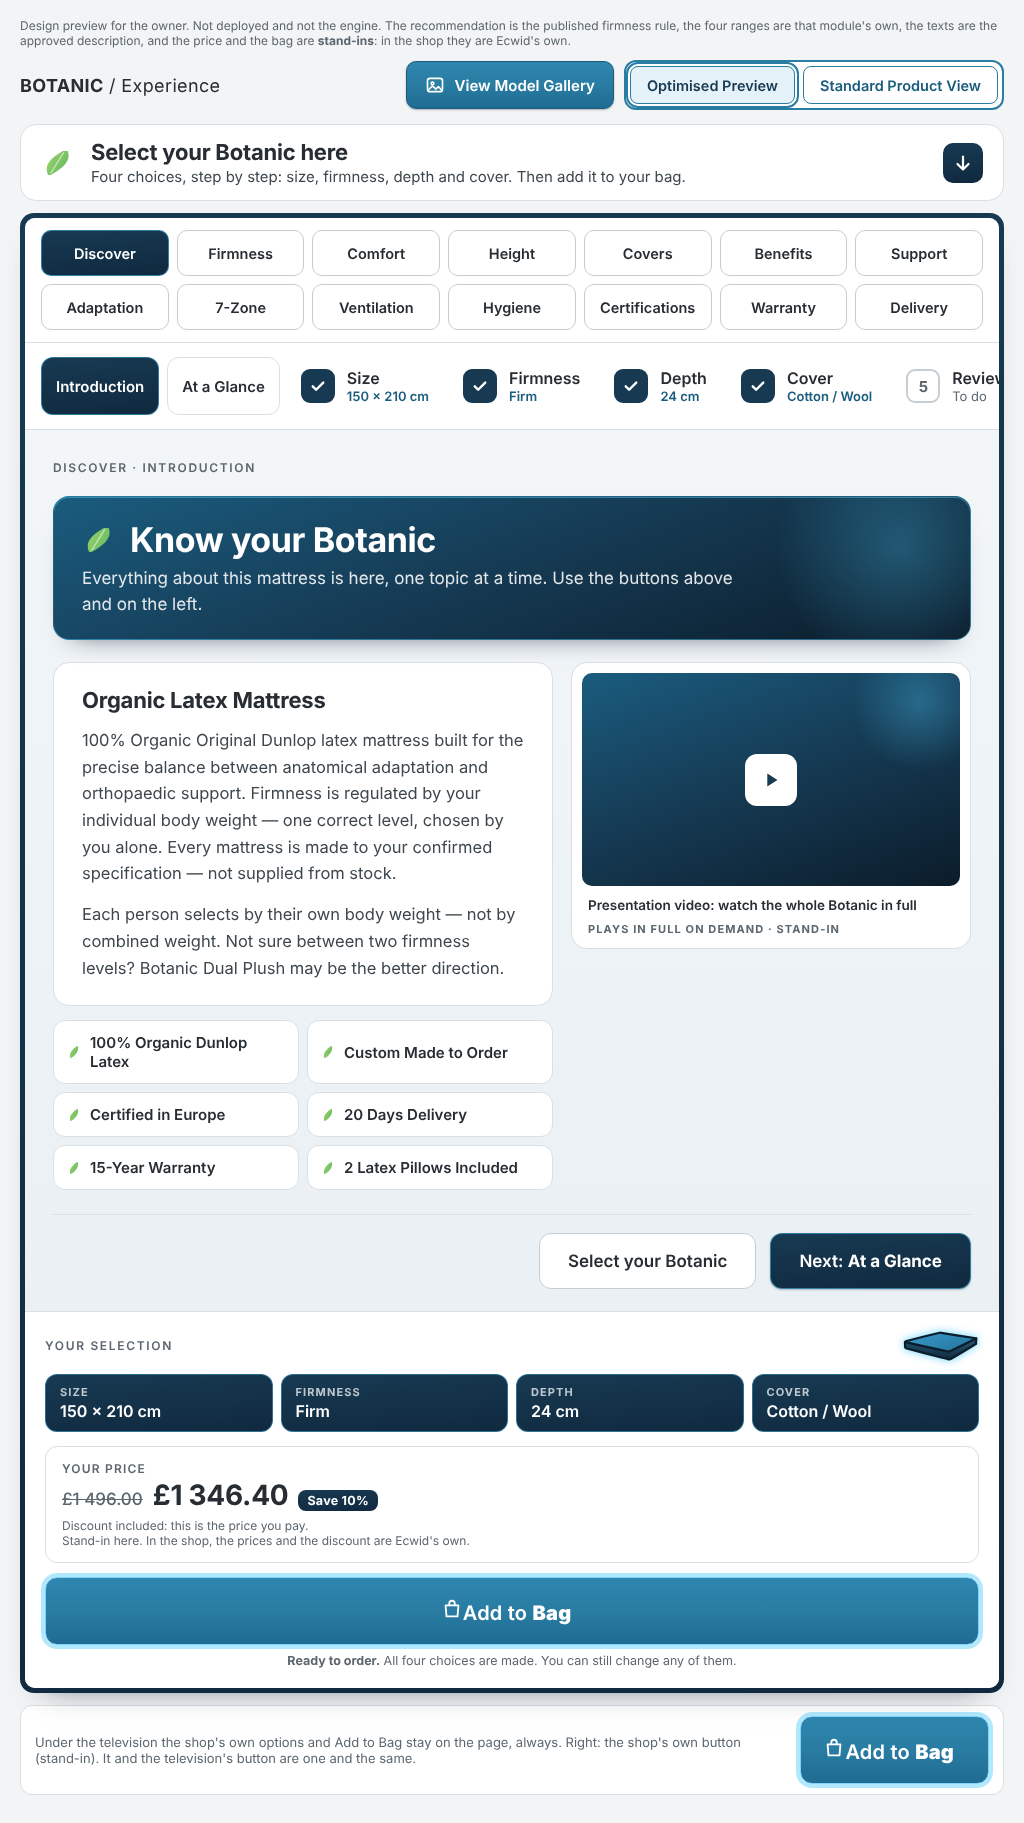 Design preview for the owner. Not deployed and not the engine. The recommendation is the published firmness rule, the four ranges are that module's own, the texts are the
approved description, and the price and the bag are stand-ins: in the shop they are Ecwid's own.
BOTANIC / Experience
View Model Gallery
Optimised Preview
Standard Product View
Select your Botanic here
Four choices, step by step: size, firmness, depth and cover. Then add it to your bag.
Discover
Firmness
Comfort
Height
Covers
Benefits
Support
Adaptation
7-Zone
Ventilation
Hygiene
Certifications
Warranty
Delivery
Introduction
At a Glance
Size
150 × 210 cm
Firmness
Firm
Depth
24 cm
Cover
Cotton / Wool
5
Review
To do
DISCOVER · INTRODUCTION
Know your Botanic
Everything about this mattress is here, one topic at a time. Use the buttons above
and on the left.
Organic Latex Mattress
100% Organic Original Dunlop latex mattress built for the
precise balance between anatomical adaptation and
orthopaedic support. Firmness is regulated by your
individual body weight — one correct level, chosen by
you alone. Every mattress is made to your confirmed
specification — not supplied from stock.
Each person selects by their own body weight — not by
combined weight. Not sure between two firmness
levels? Botanic Dual Plush may be the better direction.
Presentation video: watch the whole Botanic in full
PLAYS IN FULL ON DEMAND · STAND-IN
100% Organic Dunlop
Latex
Custom Made to Order
Certified in Europe
20 Days Delivery
15-Year Warranty
2 Latex Pillows Included
Select your Botanic
Next: At a Glance
YOUR SELECTION
SIZE
150 × 210 cm
FIRMNESS
Firm
DEPTH
24 cm
COVER
Cotton / Wool
YOUR PRICE
£1 496.00 £1 346.40 Save 10%
Discount included: this is the price you pay.
Stand-in here. In the shop, the prices and the discount are Ecwid's own.
Add to Bag
Ready to order. All four choices are made. You can still change any of them.
Under the television the shop's own options and Add to Bag stay on the page, always. Right: the shop's own button
(stand-in). It and the television's button are one and the same.
Add to Bag